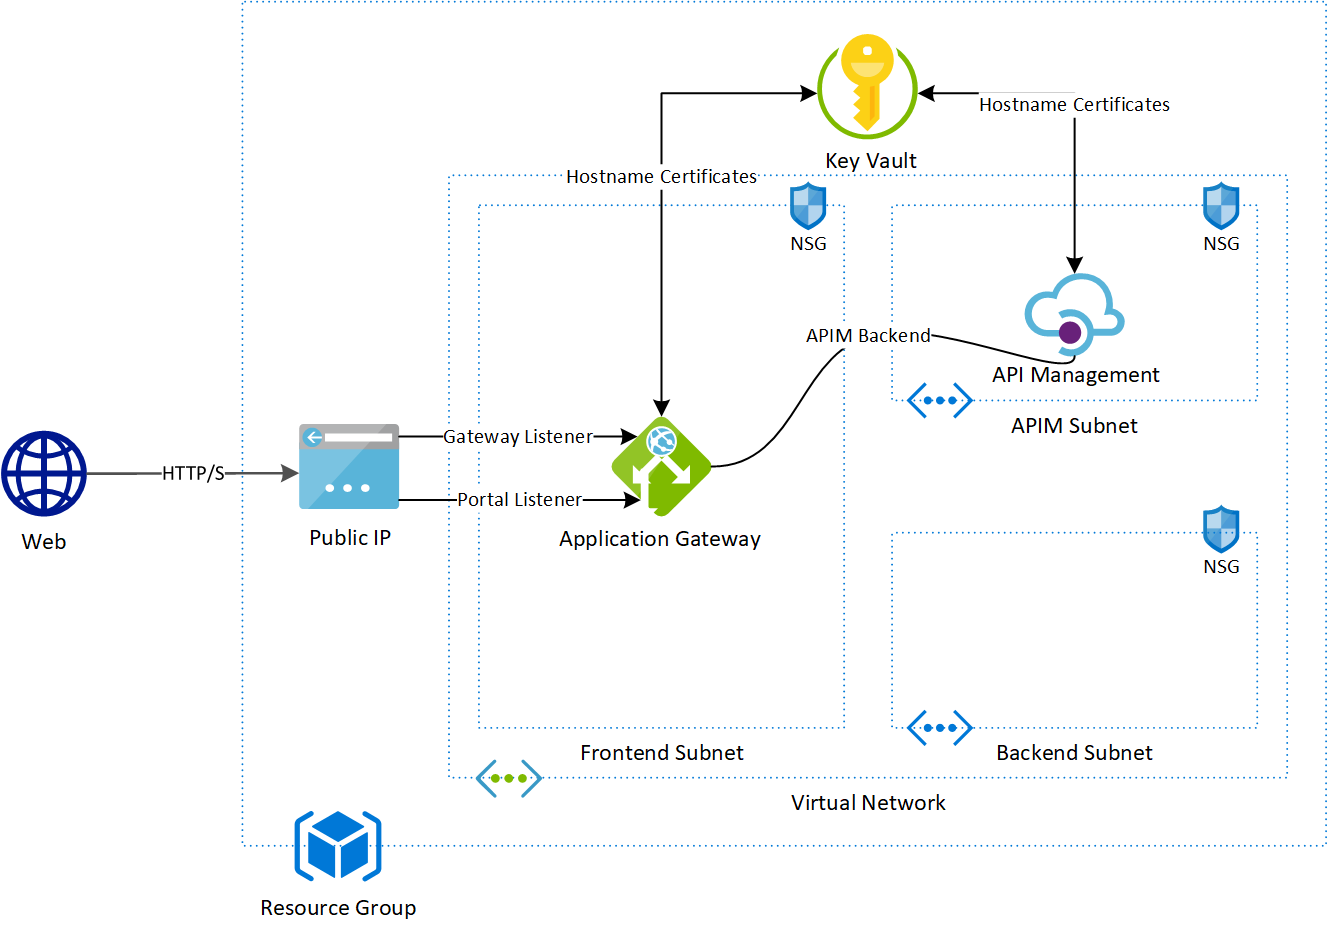 Key Vault
Hostname Certificates
Hostname Certificates
NSG
NSG
APIM Backend
API Management
APIM Subnet
Gateway Listener
HTTP/S
Portal Listener
Web
Public IP
Application Gateway
NSG
Frontend Subnet
Backend Subnet
Virtual Network
Resource Group